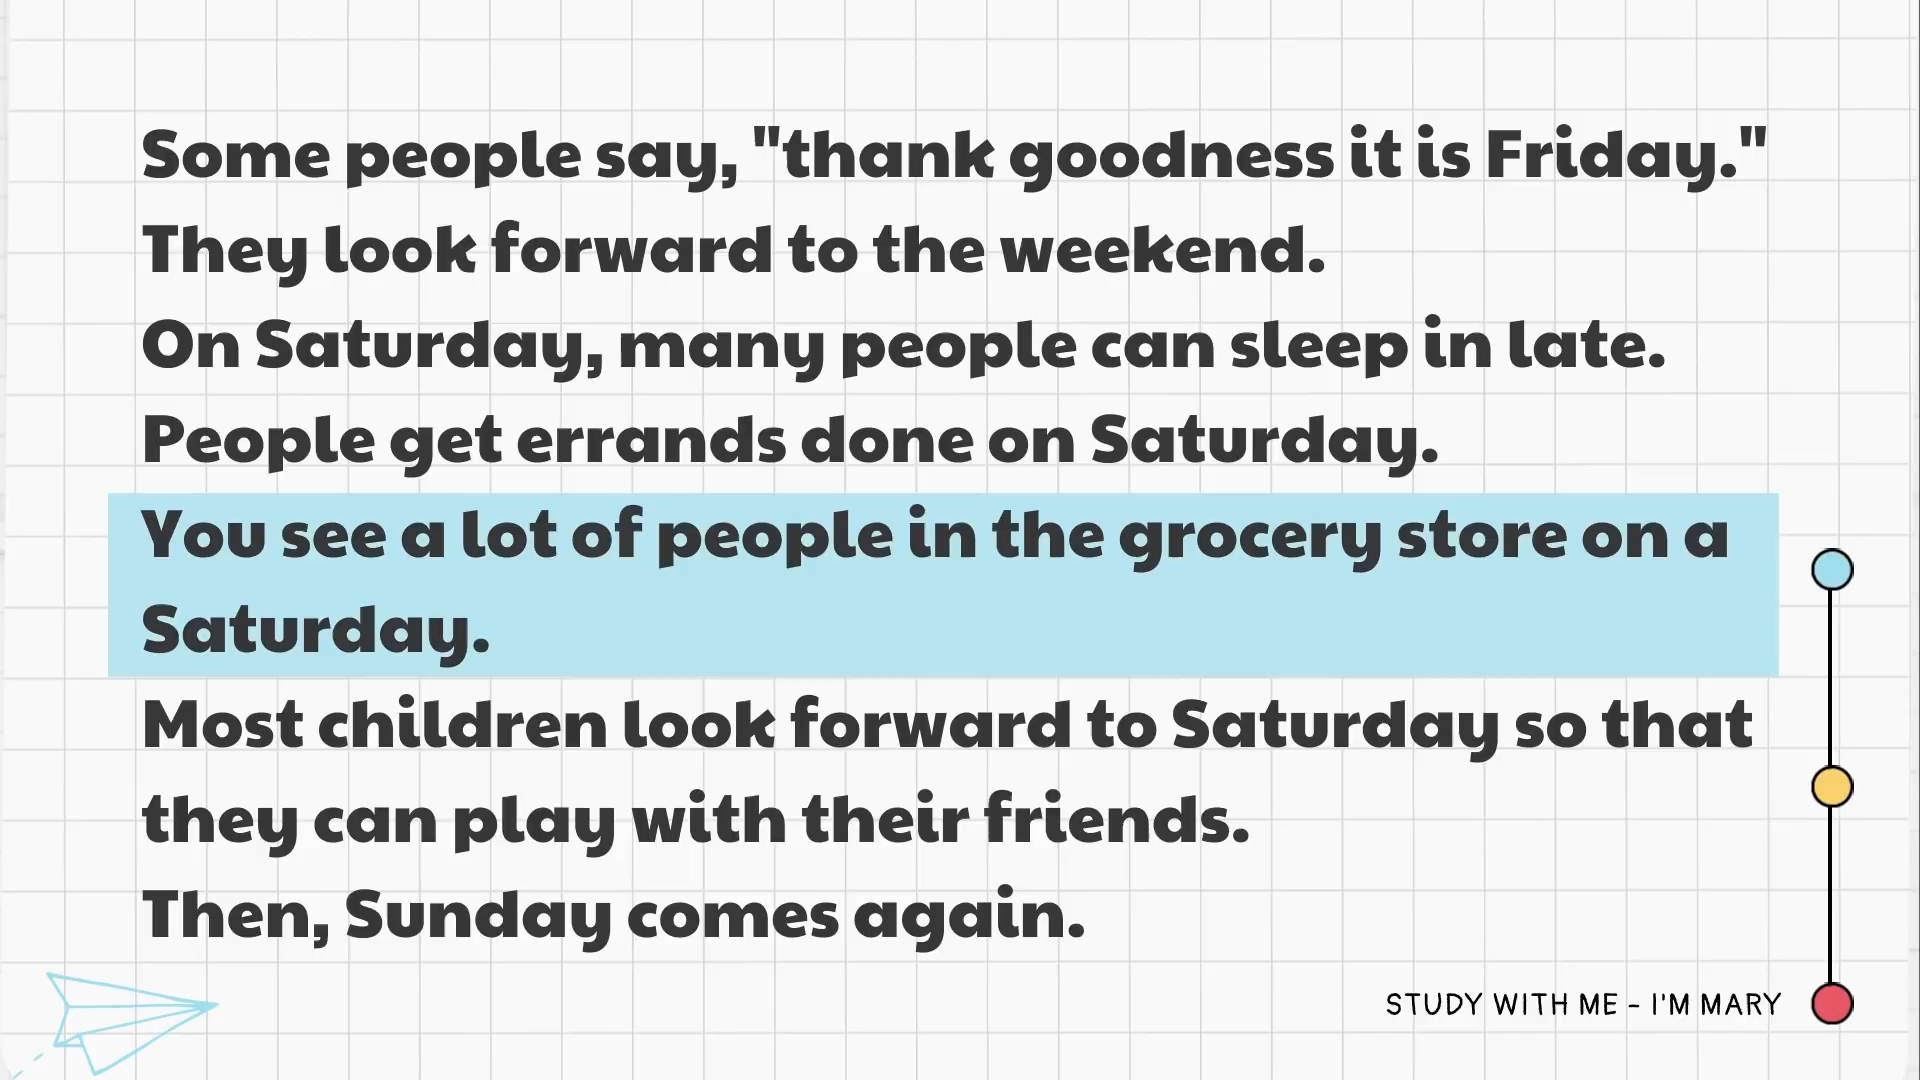 Some people say, "thank goodness it is Friday."
They look forward to the weekend.
On Saturday, many people can sleep in late.
People get errands done on Saturday.
You see a lot of people in the grocery store on a
Saturday.
Most children look forward to Saturday so that
they can play with their friends.
Then, Sunday comes again.
STUDY WITH ME - I'M MARY